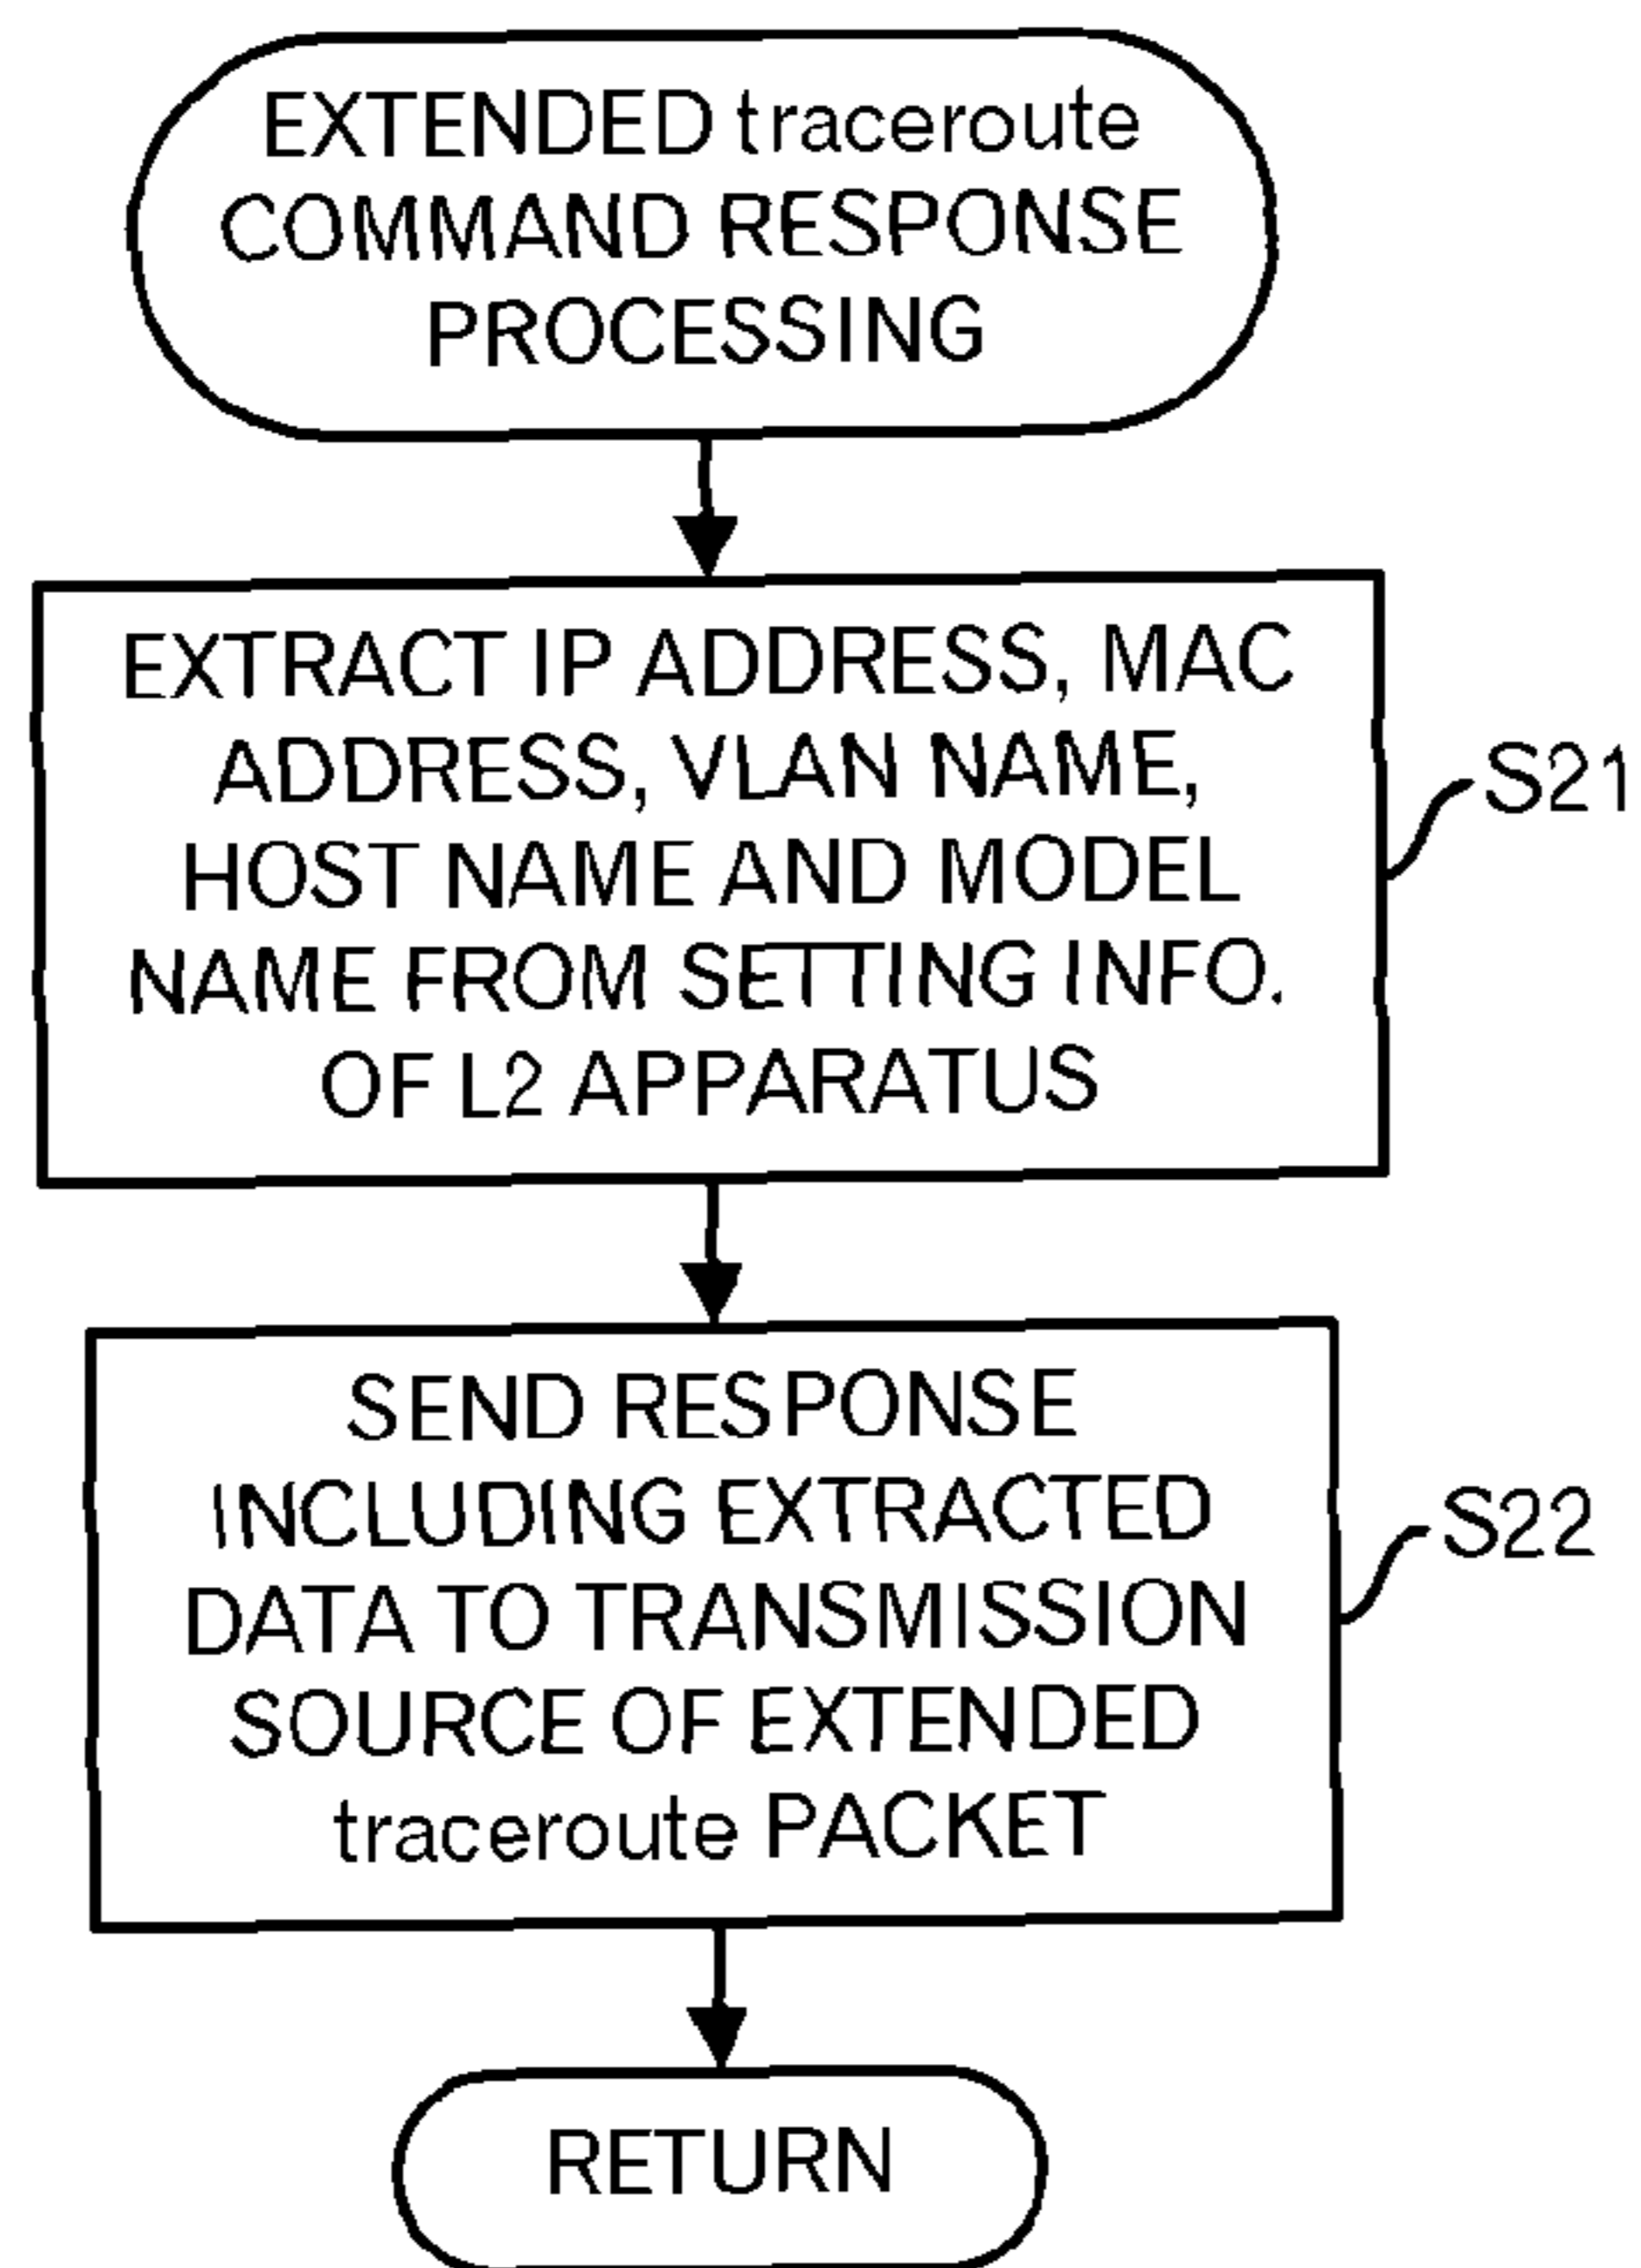 EXTENDED traceroute
COMMAND RESPONSE
PROCESSING
EXTRACT IP ADDRESS, MAC
ADDRESS, VLAN NAME,
HOST NAME AND MODEL
NAME FROM SETTING INFO.
OF L2 APPARATUS
S21
SEND RESPONSE
INCLUDING EXTRACTED
DATA TO TRANSMISSION
SOURCE OF EXTENDED
traceroute PACKET
S22
RETURN